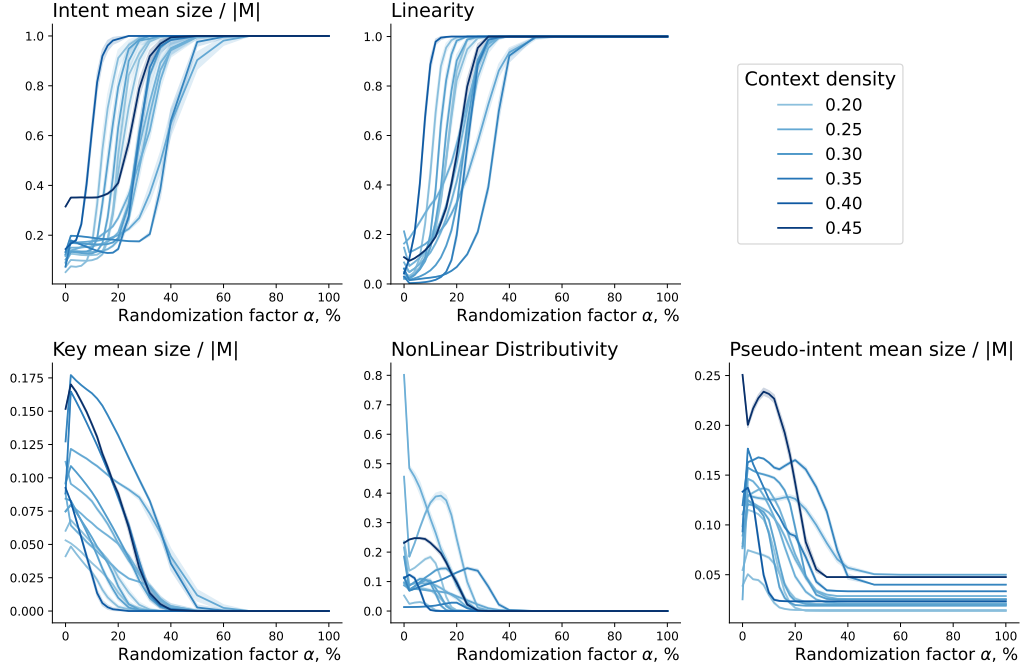 Intent mean size / |M|
1.0
0.8
0.6
0.4
0.2
0 20 40 60 80 100
Randomization factor α, %
Linearity
1.0
0.8
0.6
0.4
0.2
0.0
0 20 40 60 80 100
Randomization factor α, %
Context density
0.20
0.25
0.30
0.35
0.40
0.45
Key mean size / |M|
0.175
0.150
0.125
0.100
0.075
0.050
0.025
0.000
0 20 40 60 80 100
Randomization factor α, %
NonLinear Distributivity
0.8
0.7
0.6
0.5
0.4
0.3
0.2
0.1
0.0
0 20 40 60 80 100
Randomization factor α, %
Pseudo-intent mean size / |M|
0.25
0.20
0.15
0.10
0.05
0 20 40 60 80 100
Randomization factor α, %